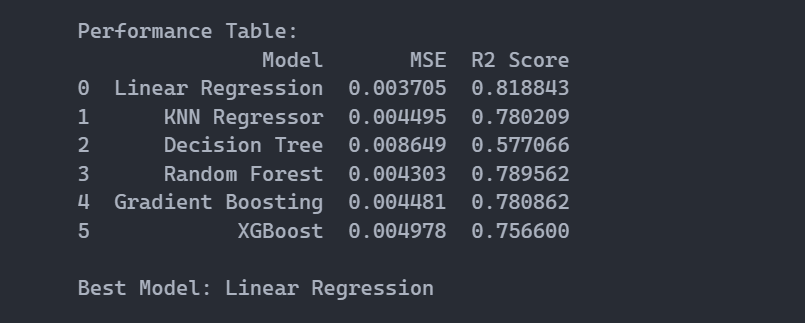 Performance Table:
Model MSE R2 Score
0 Linear Regression 0.003705 0.818843
1 KNN Regressor 0.004495 0.780209
2 Decision Tree 0.008649 0.577066
3 Random Forest 0.004303 0.789562
4 Gradient Boosting 0.004481 0.780862
5 XGBoost 0.004978 0.756600
Best Model: Linear Regression